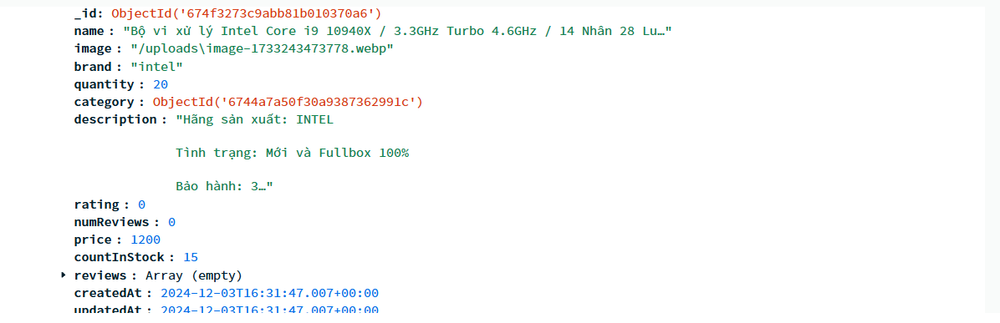 _id: ObjectId('674f3273c9abb81b010370a6')
name : "Bộ vi xử lý Intel Core i9 10940X / 3.3GHz Turbo 4.6GHz / 14 Nhân 28 Lu…"
image : "/uploads\image-1733243473778.webp"
brand : "intel"
quantity : 20
category : ObjectId('6744a7a50f30a9387362991c')
description : "Hãng sản xuất: INTEL
Tình trạng: Mới và Fullbox 100%
Bảo hành: 3…"
rating : 0
numReviews : 0
price : 1200
countInStock : 15
reviews : Array (empty)
createdAt : 2024-12-03T16:31:47.007+00:00
updatedAt : 2024-12-03T16:31:47.007+00:00